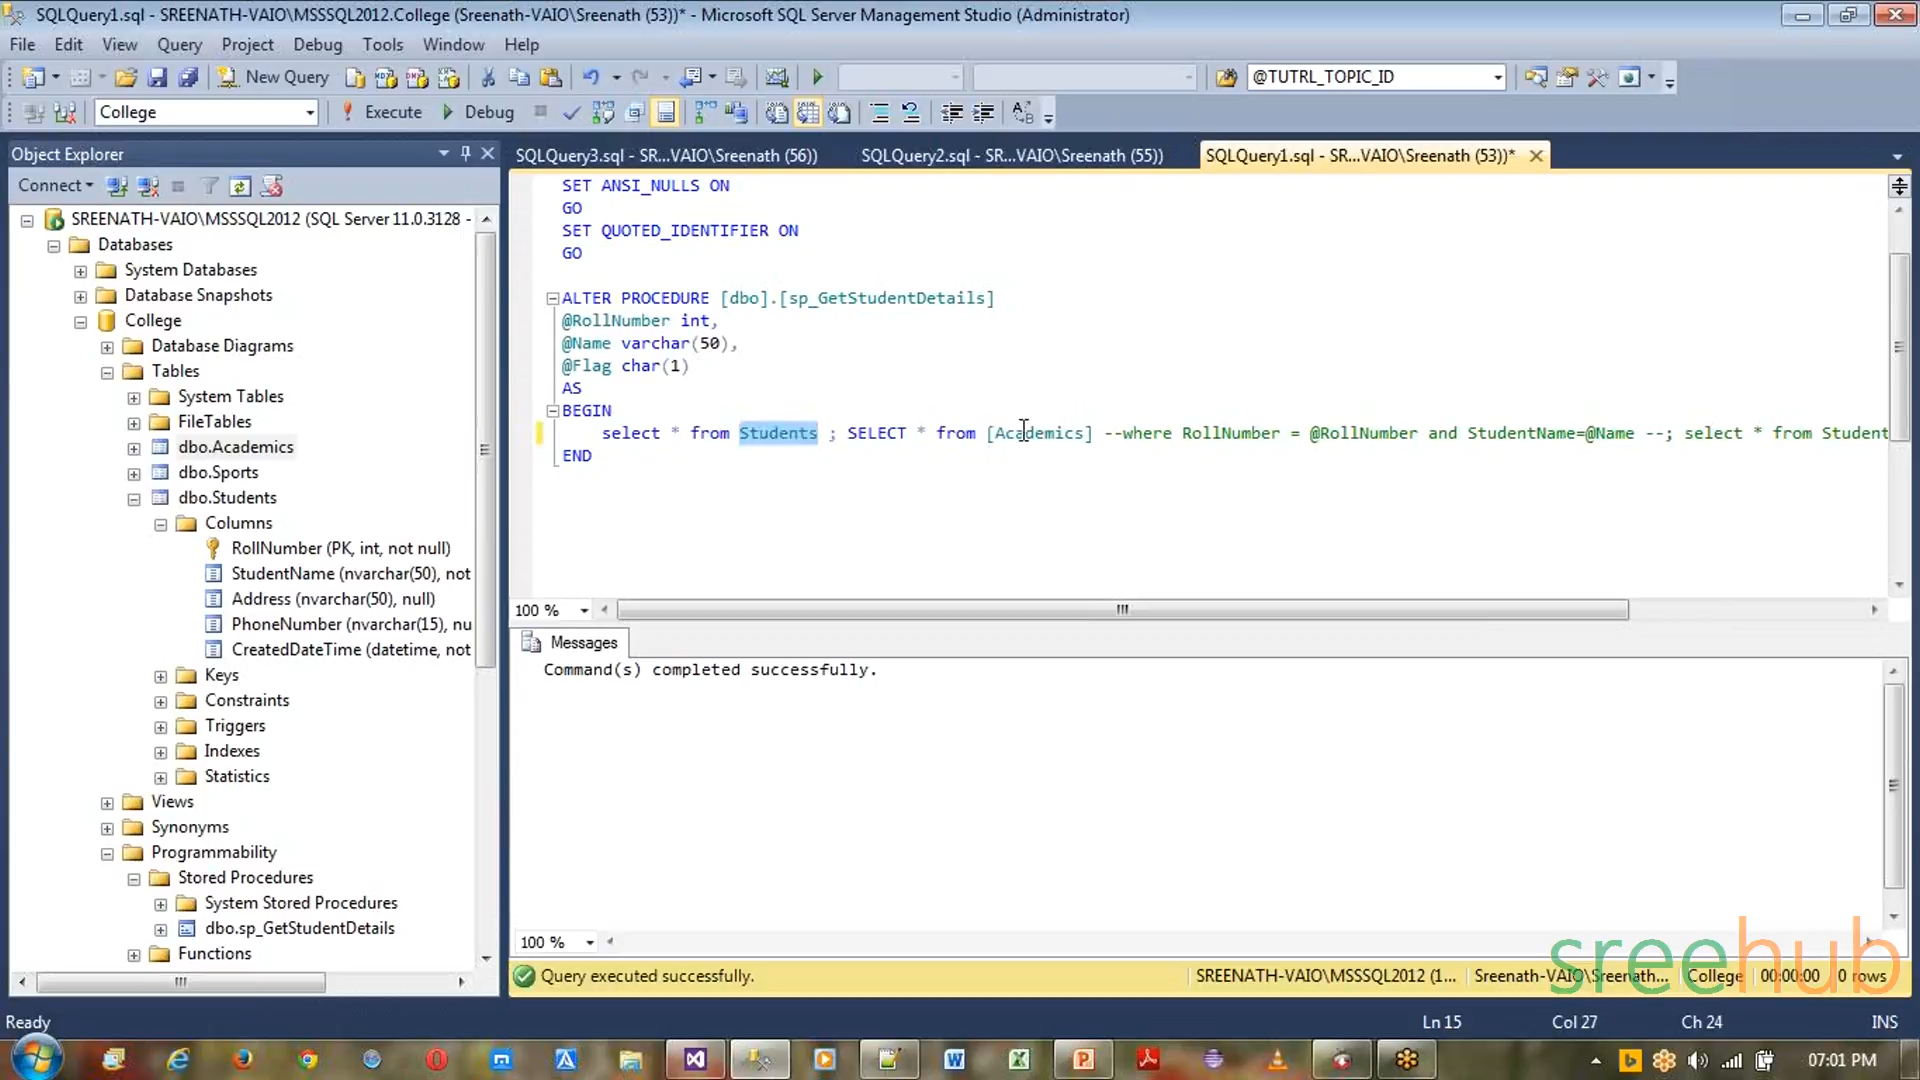 SQLQuery1.sql - SREENATH-VAIO\MSSSQL2012.College (Sreenath-VAIO\Sreenath (53))* - Microsoft SQL Server Management Studio (Administrator)
File Edit View Query Project Debug Tools Window Help
New Query @TUTRL_TOPIC_ID
College Execute Debug
Object Explorer
SQLQuery3.sql - SR...VAIO\Sreenath (56)) SQLQuery2.sql - SR...VAIO\Sreenath (55)) SQLQuery1.sql - SR...VAIO\Sreenath (53))*
Connect
SREENATH-VAIO\MSSSQL2012 (SQL Server 11.0.3128 -
Databases
System Databases
Database Snapshots
College
Database Diagrams
Tables
System Tables
FileTables
dbo.Academics
dbo.Sports
dbo.Students
Columns
RollNumber (PK, int, not null)
StudentName (nvarchar(50), not
Address (nvarchar(50), null)
PhoneNumber (nvarchar(15), nu
CreatedDateTime (datetime, not
Keys
Constraints
Triggers
Indexes
Statistics
Views
Synonyms
Programmability
Stored Procedures
System Stored Procedures
dbo.sp_GetStudentDetails
Functions
SET ANSI_NULLS ON
GO
SET QUOTED_IDENTIFIER ON
GO
ALTER PROCEDURE [dbo].[sp_GetStudentDetails]
@RollNumber int,
@Name varchar(50),
@Flag char(1)
AS
BEGIN
select * from Students ; SELECT * from [Academics] --where RollNumber = @RollNumber and StudentName=@Name --; select * from Student
END
100 %
Messages
Command(s) completed successfully.
100 %
sreehub
Query executed successfully. SREENATH-VAIO\MSSSQL2012 (1... Sreenath-VAIO\Sreenath... College 00:00:00 0 rows
Ready Ln 15 Col 27 Ch 24 INS
07:01 PM